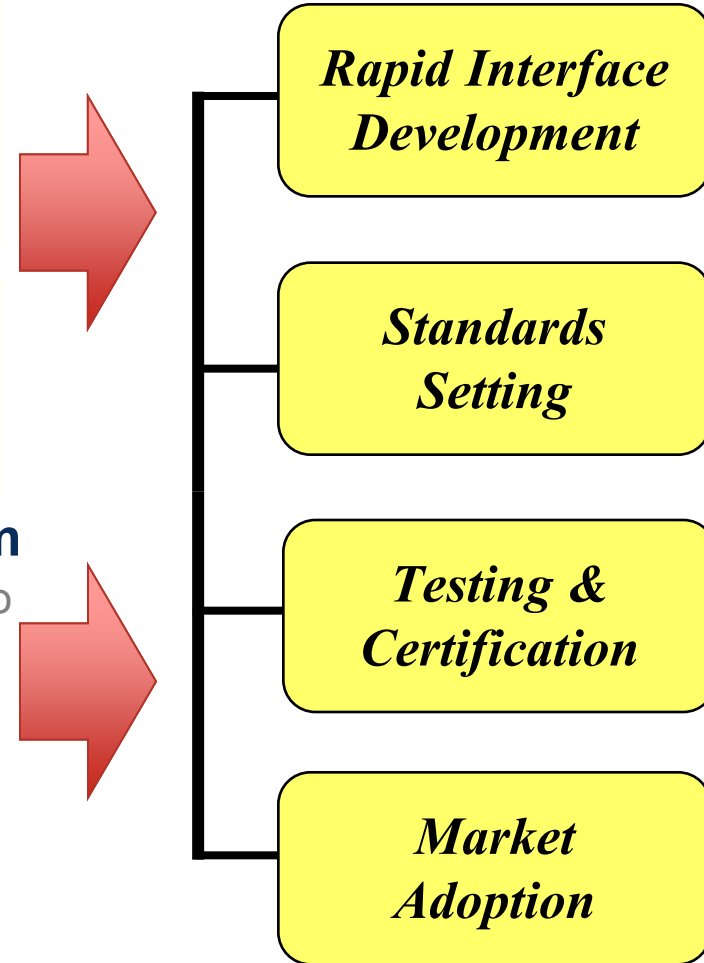 Rapid Interface
Development
Standards
Setting
Testing &
Certification
Market
Adoption